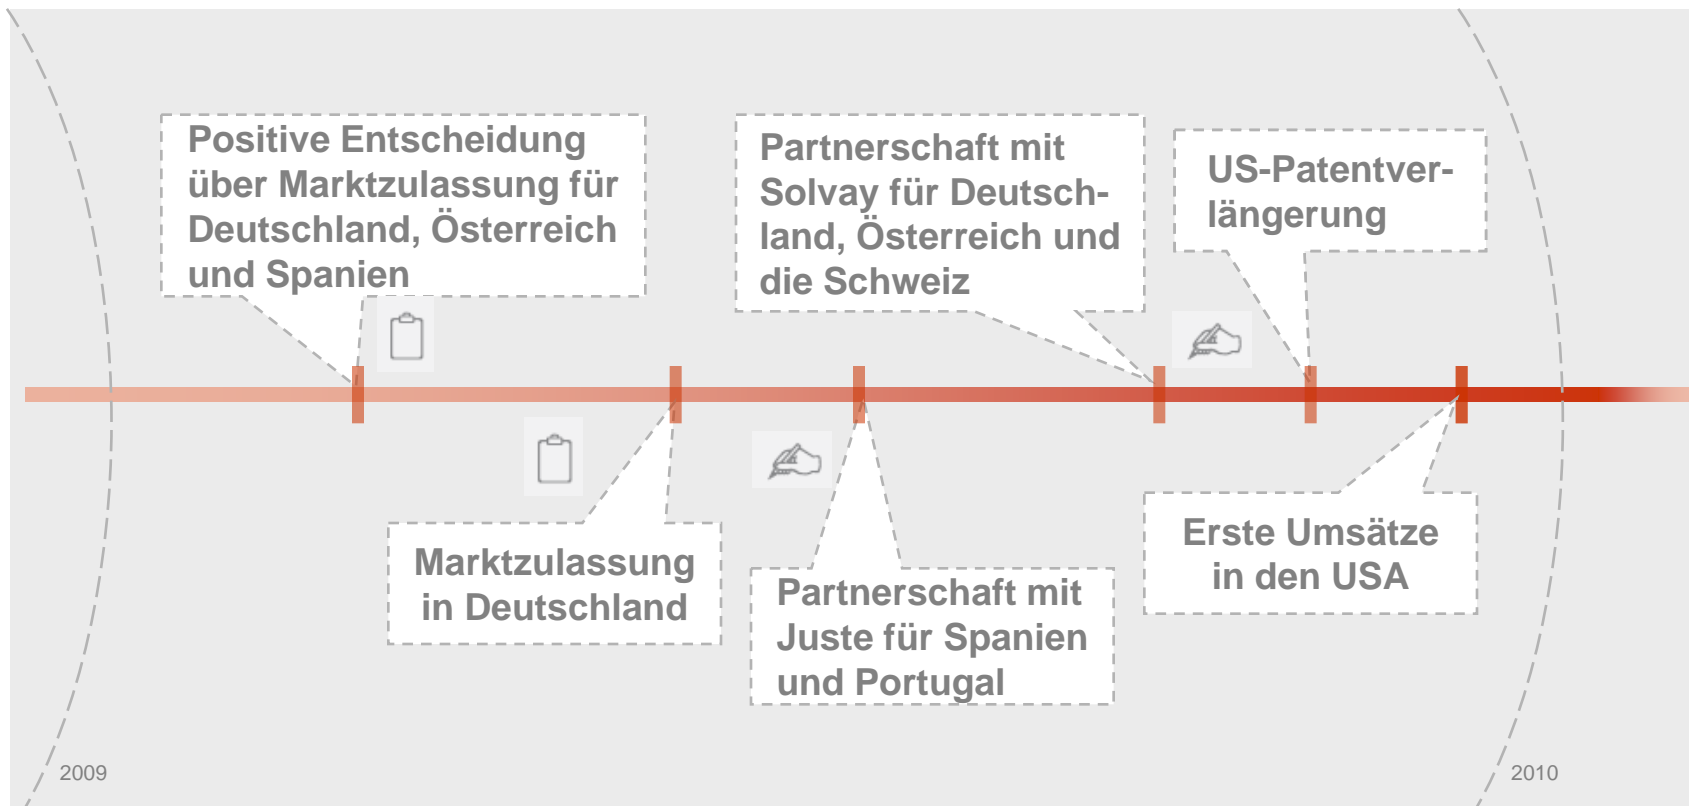 Positive Entscheidung
über Marktzulassung für
Deutschland, Österreich
und Spanien
Partnerschaft mit
Solvay für Deutsch-
land, Österreich und
die Schweiz
US-Patentver-
längerung
Marktzulassung
in Deutschland
Partnerschaft mit
Juste für Spanien
und Portugal
Erste Umsätze
in den USA
2009
2010